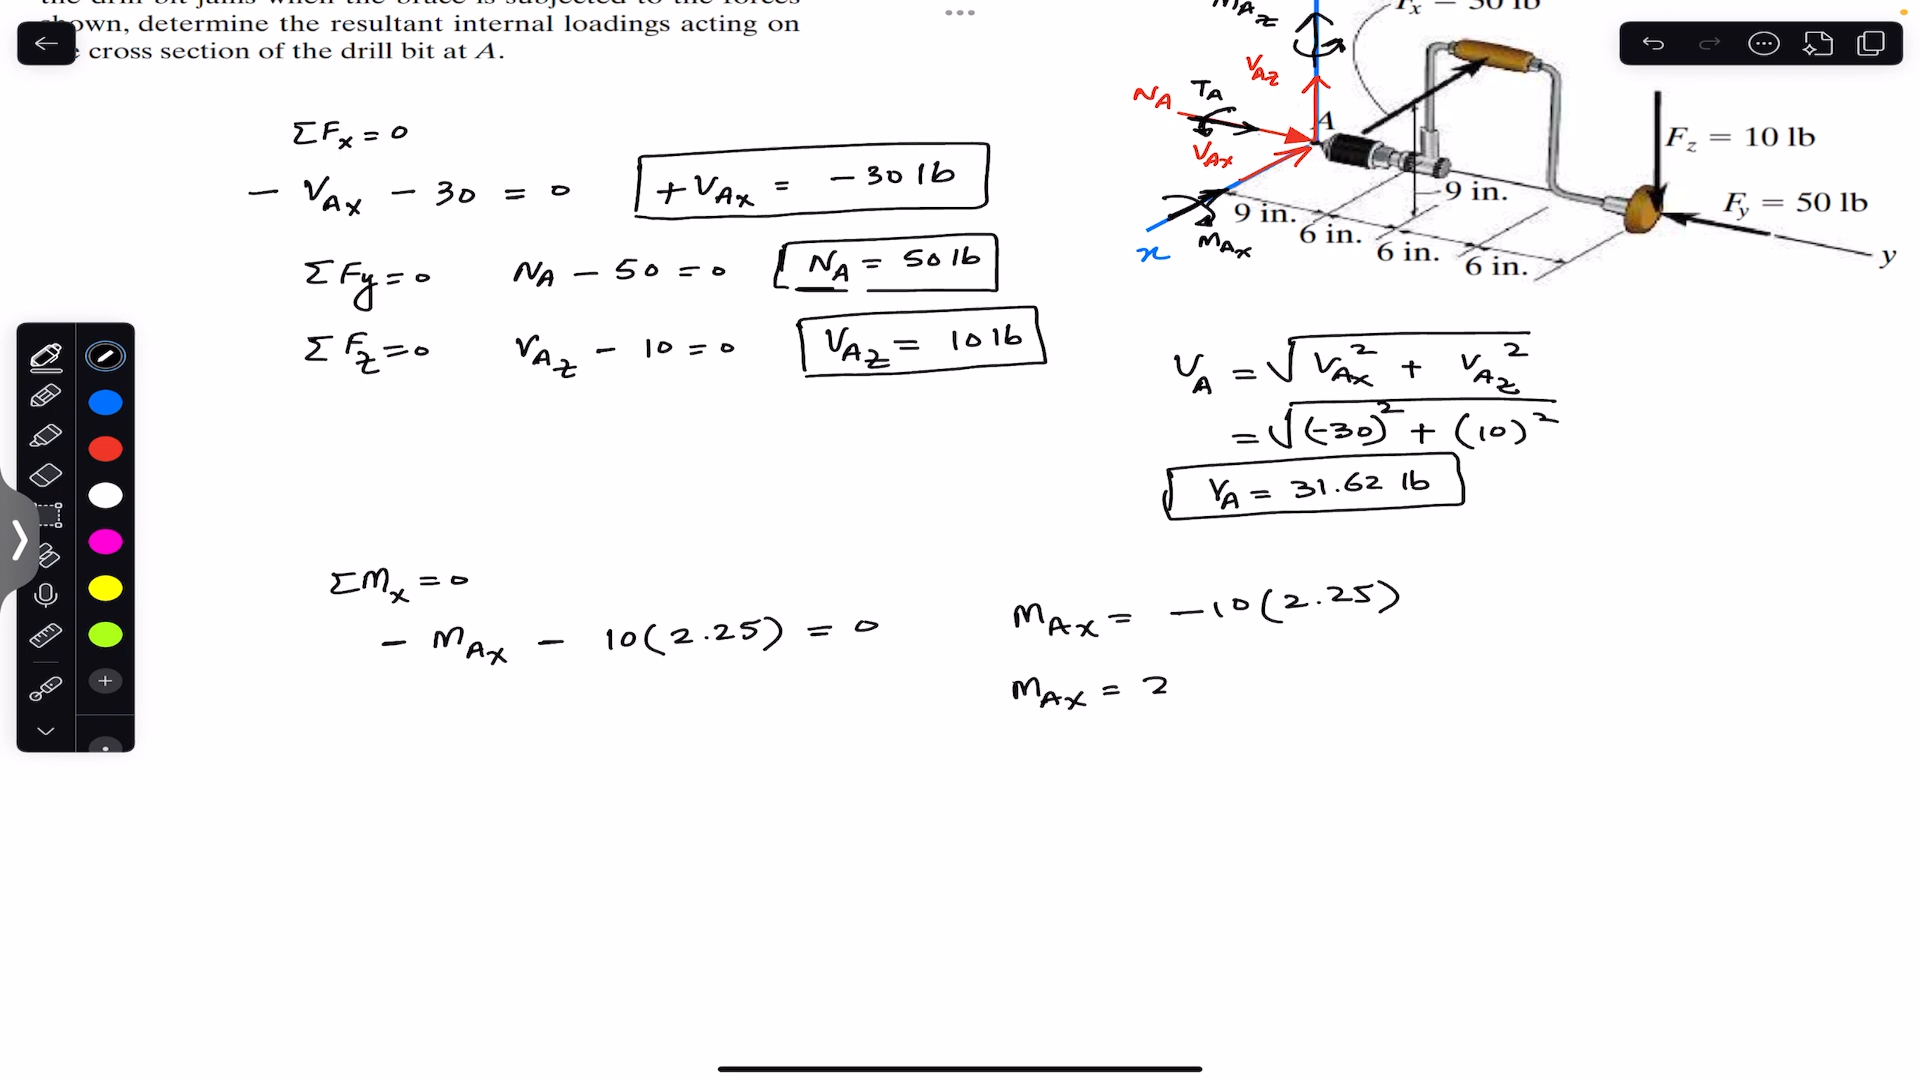 shown, determine the resultant internal loadings acting on
cross section of the drill bit at A.
ΣFx = 0
- VAx - 30 = 0
+VAx = -30 lb
ΣFy = 0
NA - 50 = 0
NA = 50 lb
ΣFz = 0
VAz - 10 = 0
VAz = 10 lb
MAz
VAz
NA
TA
VAx
A
x
MAx
9 in.
6 in.
6 in.
6 in.
9 in.
Fz = 10 lb
Fy = 50 lb
y
VA = √VAx² + VAz²
= √(-30)² + (10)²
VA = 31.62 lb
ΣMx = 0
- MAx - 10(2.25) = 0
MAx = -10(2.25)
MAx = 2